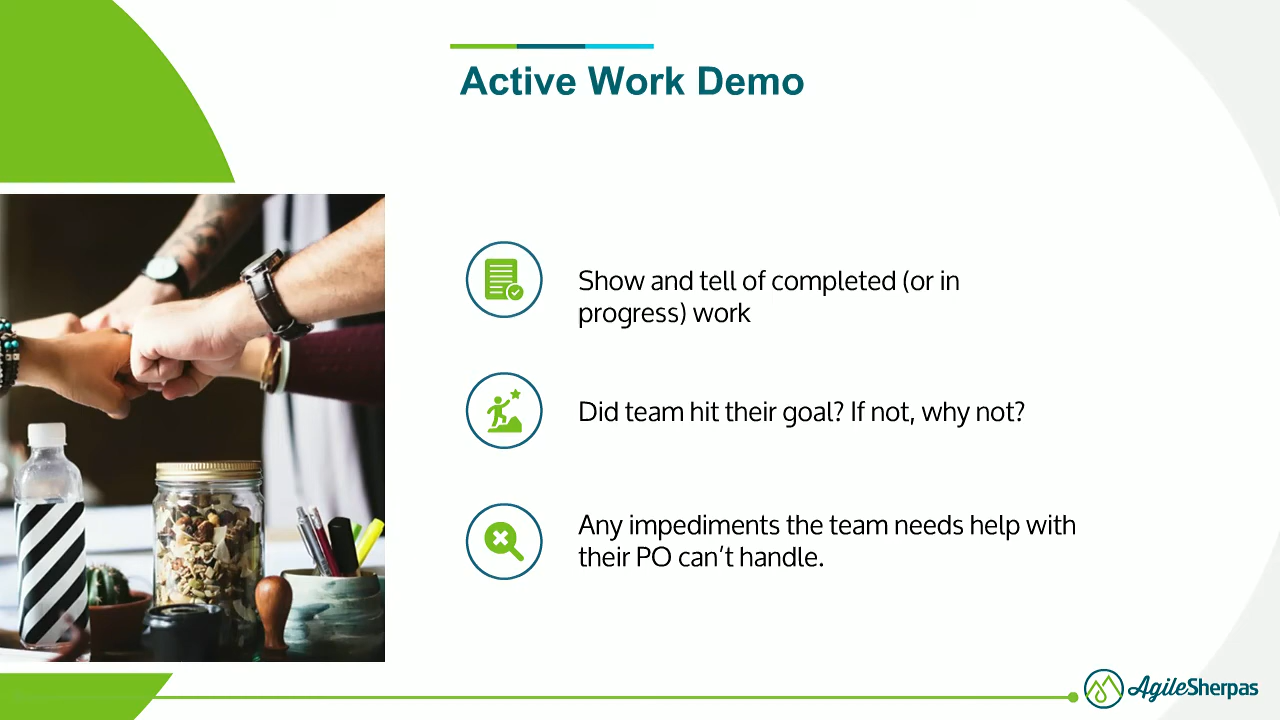 Active Work Demo
Show and tell of completed (or in
progress) work
Did team hit their goal? If not, why not?
Any impediments the team needs help with
their PO can't handle.
AgileSherpas